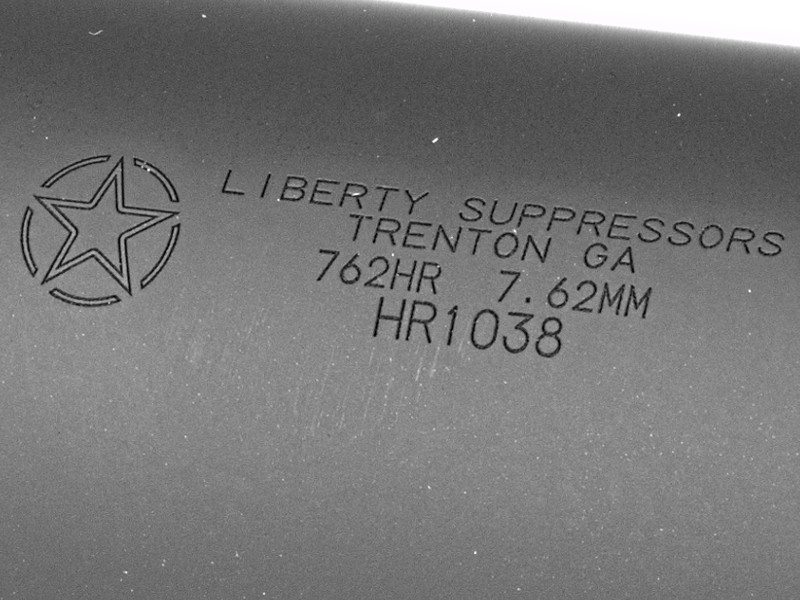 LIBERTY SUPPRESSORS
TRENTON GA
762HR 7.62MM
HR1038